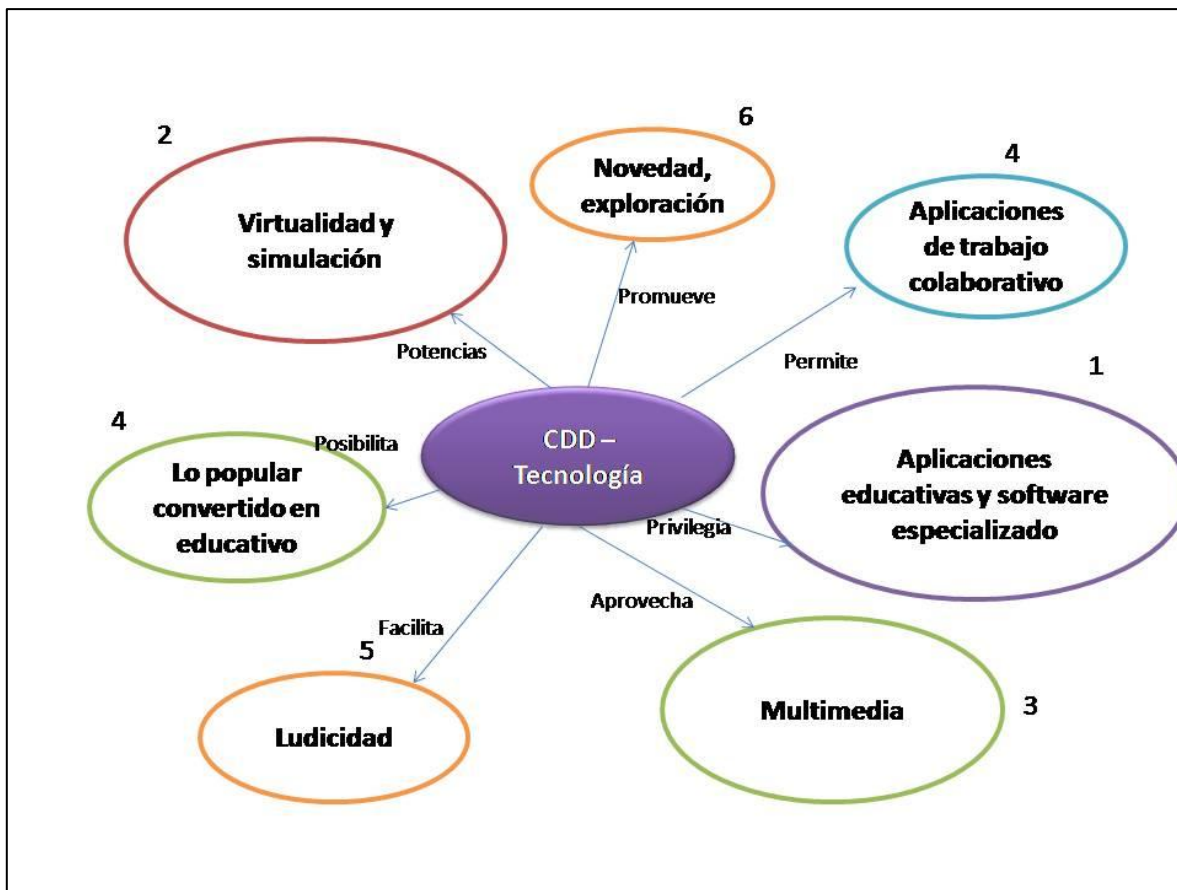 2
Virtualidad y
simulación
6
Novedad,
exploración
4
Aplicaciones
de trabajo
colaborativo
Promueve
Potencias
Permite
1
Aplicaciones
educativas y software
especializado
CDD –
Tecnología
4
Posibilita
Lo popular
convertido en
educativo
Privilegia
Aprovecha
Facilita
5
Ludicidad
Multimedia
3